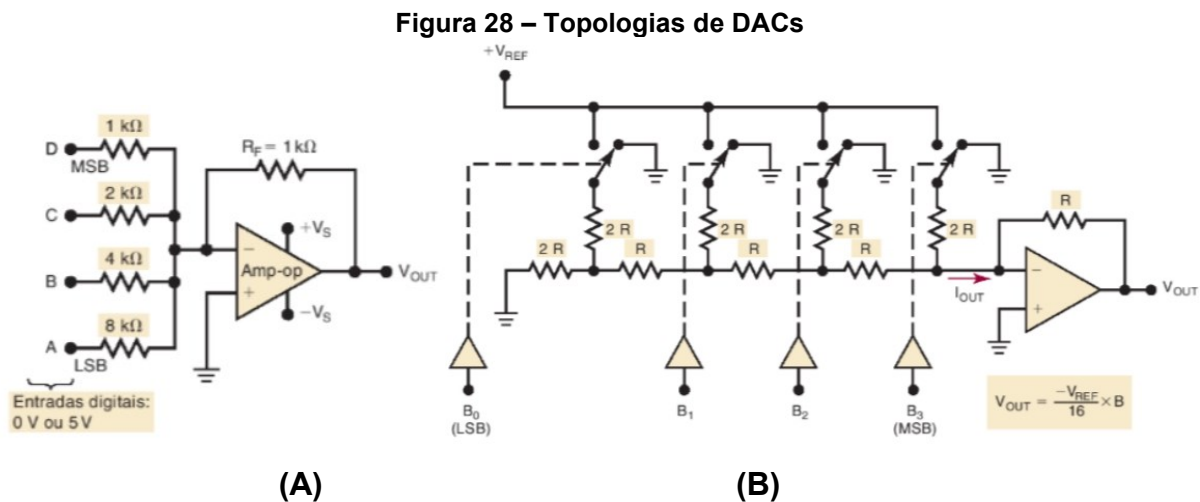 Figura 28 – Topologias de DACs
D
MSB
1 kΩ
C
2 kΩ
B
4 kΩ
A
LSB
8 kΩ
Entradas digitais:
0 V ou 5 V
R_F = 1 kΩ
−
+
Amp-op
+V_S
−V_S
V_OUT
(A)
+V_REF
2 R
2 R
2 R
2 R
2 R
R
R
R
I_OUT
R
−
+
V_OUT
B_0
(LSB)
B_1
B_2
B_3
(MSB)
V_OUT = −V_REF/16 × B
(B)